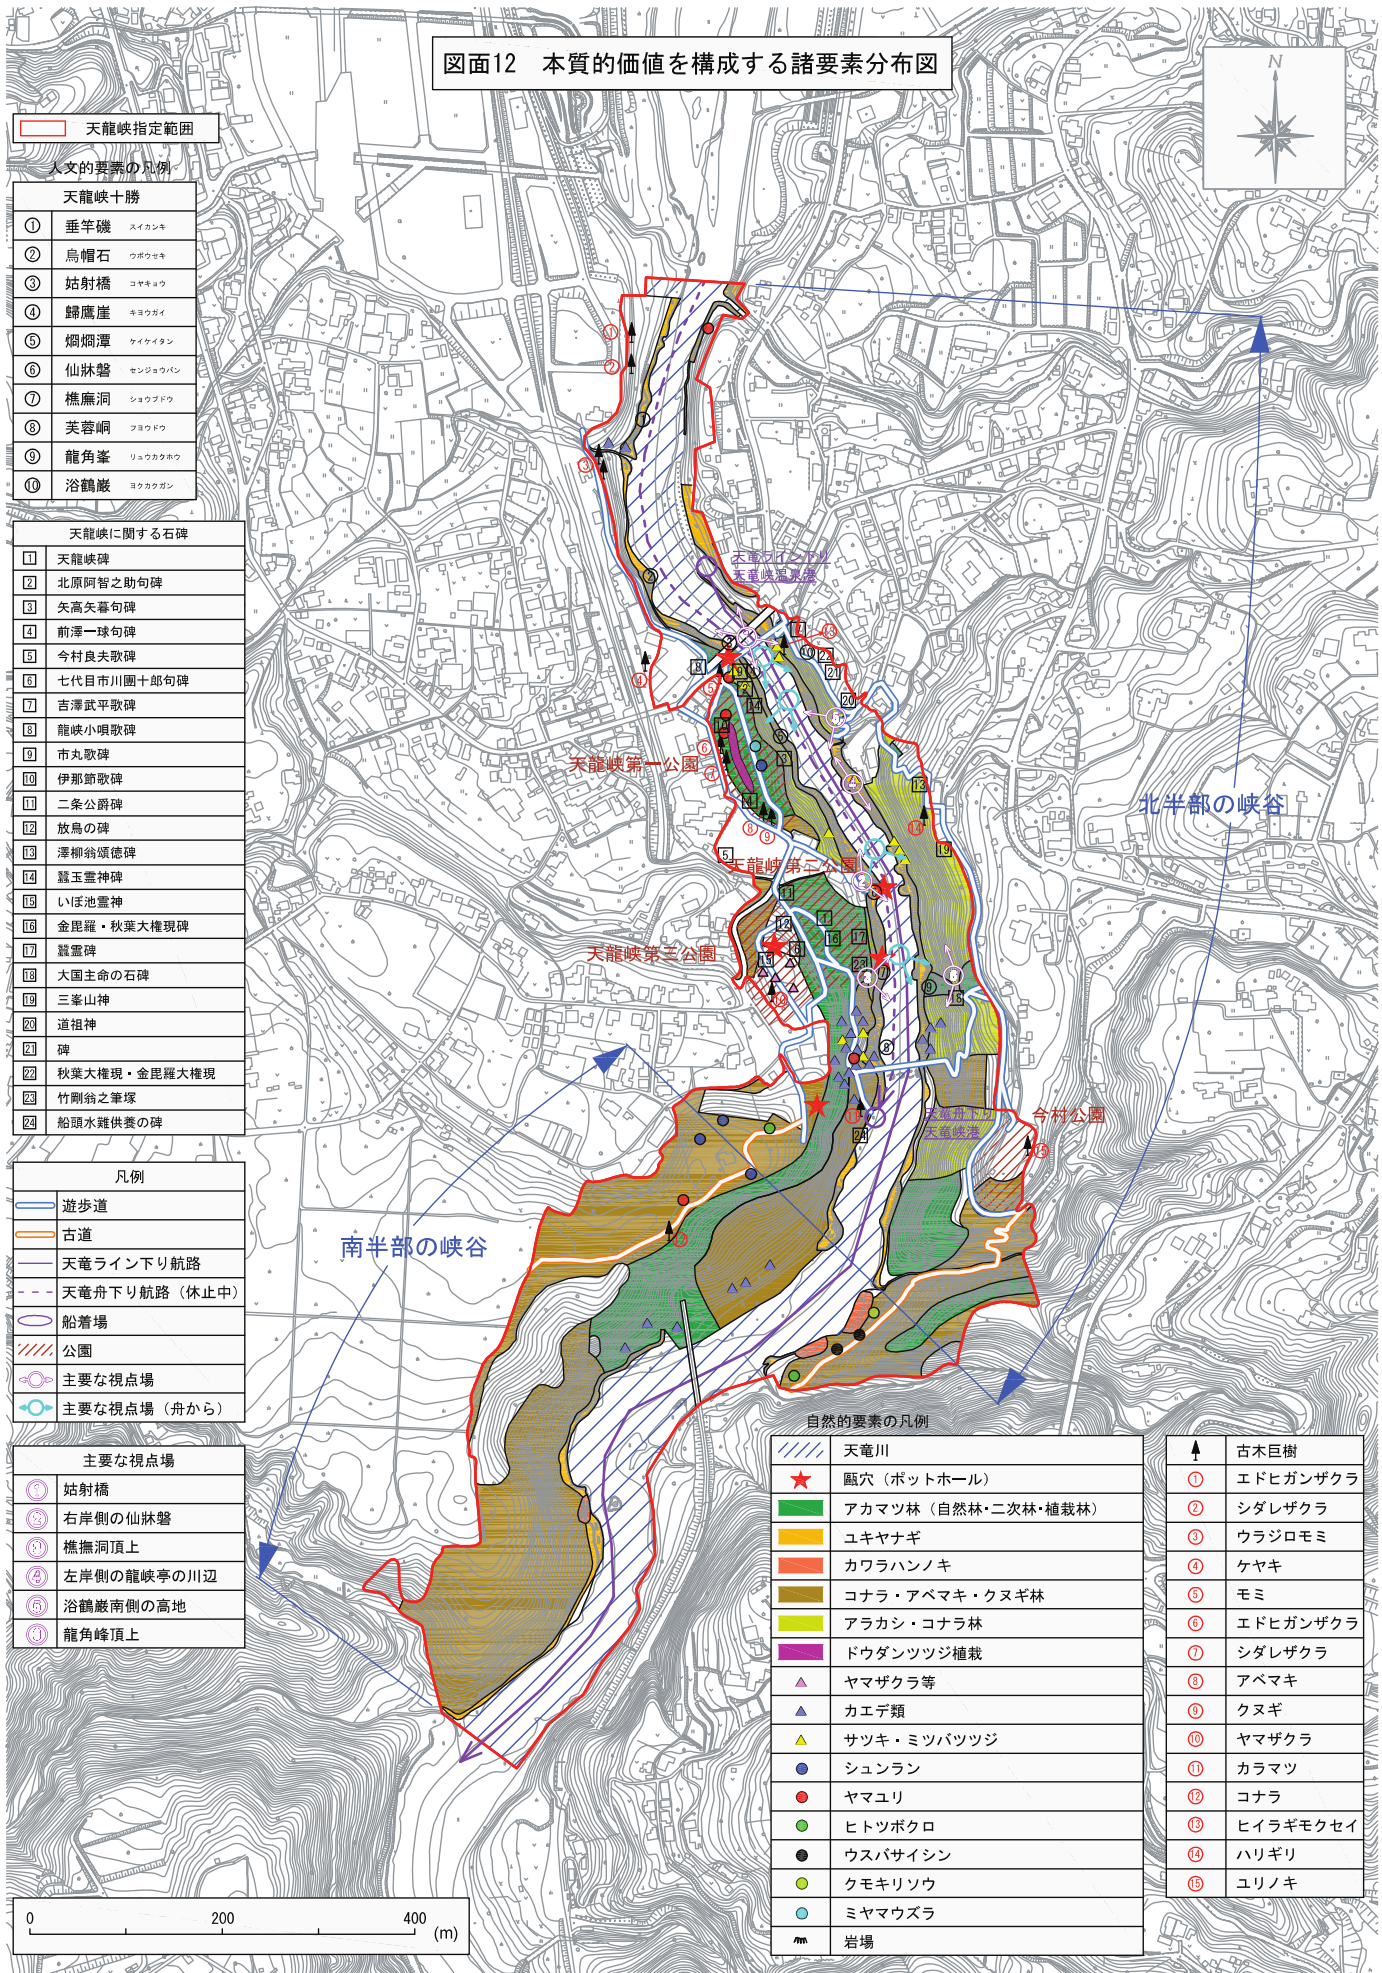 図面12　本質的価値を構成する諸要素分布図
N
天龍峡指定範囲
人文的要素の凡例
天龍峡十勝
① 垂竿磯 スイカンキ
② 烏帽石 ウボウセキ
③ 姑射橋 コヤキョウ
④ 歸鷹崖 キヨウガイ
⑤ 烱烱潭 ケイケイタン
⑥ 仙牀磐 センジョウバン
⑦ 樵廡洞 ショウブドウ
⑧ 芙蓉峒 フヨウドウ
⑨ 龍角峯 リュウカクホウ
⑩ 浴鶴巌 ヨクカクガン
天龍峡に関する石碑
1 天龍峡碑
2 北原阿智之助句碑
3 矢高矢暮句碑
4 前澤一球句碑
5 今村良夫歌碑
6 七代目市川團十郎句碑
7 吉澤武平歌碑
8 龍峡小唄歌碑
9 市丸歌碑
10 伊那節歌碑
11 二条公爵碑
12 放鳥の碑
13 澤柳翁頌徳碑
14 蠶玉霊神碑
15 いぼ池霊神
16 金毘羅・秋葉大権現碑
17 蠶霊碑
18 大国主命の石碑
19 三峯山神
20 道祖神
21 碑
22 秋葉大権現・金毘羅大権現
23 竹剛翁之筆塚
24 船頭水難供養の碑
凡例
遊歩道
古道
天竜ライン下り航路
天竜舟下り航路（休止中）
船着場
公園
主要な視点場
主要な視点場（舟から）
主要な視点場
姑射橋
右岸側の仙牀磐
樵撫洞頂上
左岸側の龍峡亭の川辺
浴鶴巌南側の高地
龍角峰頂上
天竜ライン下り
天竜峡温泉港
天龍峡第一公園
天龍峡第二公園
天龍峡第三公園
北半部の峡谷
天竜舟下り
天竜峡港
今村公園
南半部の峡谷
自然的要素の凡例
天竜川
甌穴（ポットホール）
アカマツ林（自然林・二次林・植栽林）
ユキヤナギ
カワラハンノキ
コナラ・アベマキ・クヌギ林
アラカシ・コナラ林
ドウダンツツジ植栽
ヤマザクラ等
カエデ類
サツキ・ミツバツツジ
シュンラン
ヤマユリ
ヒトツボクロ
ウスバサイシン
クモキリソウ
ミヤマウズラ
岩場
古木巨樹
① エドヒガンザクラ
② シダレザクラ
③ ウラジロモミ
④ ケヤキ
⑤ モミ
⑥ エドヒガンザクラ
⑦ シダレザクラ
⑧ アベマキ
⑨ クヌギ
⑩ ヤマザクラ
⑪ カラマツ
⑫ コナラ
⑬ ヒイラギモクセイ
⑭ ハリギリ
⑮ ユリノキ
0 200 400
(m)